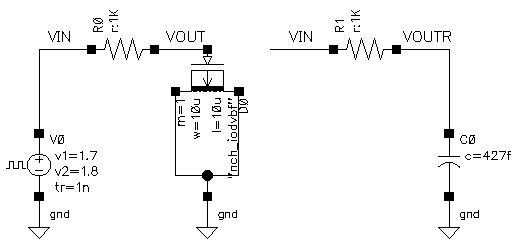 VIN
R0
r:1K
VOUT
m=1
w=10u
l=10u
"nch_iodvbf"
D0
V0
v1=1.7
v2=1.8
tr=1n
gnd
gnd
VIN
R1
r:1K
VOUTR
C0
c=427f
gnd